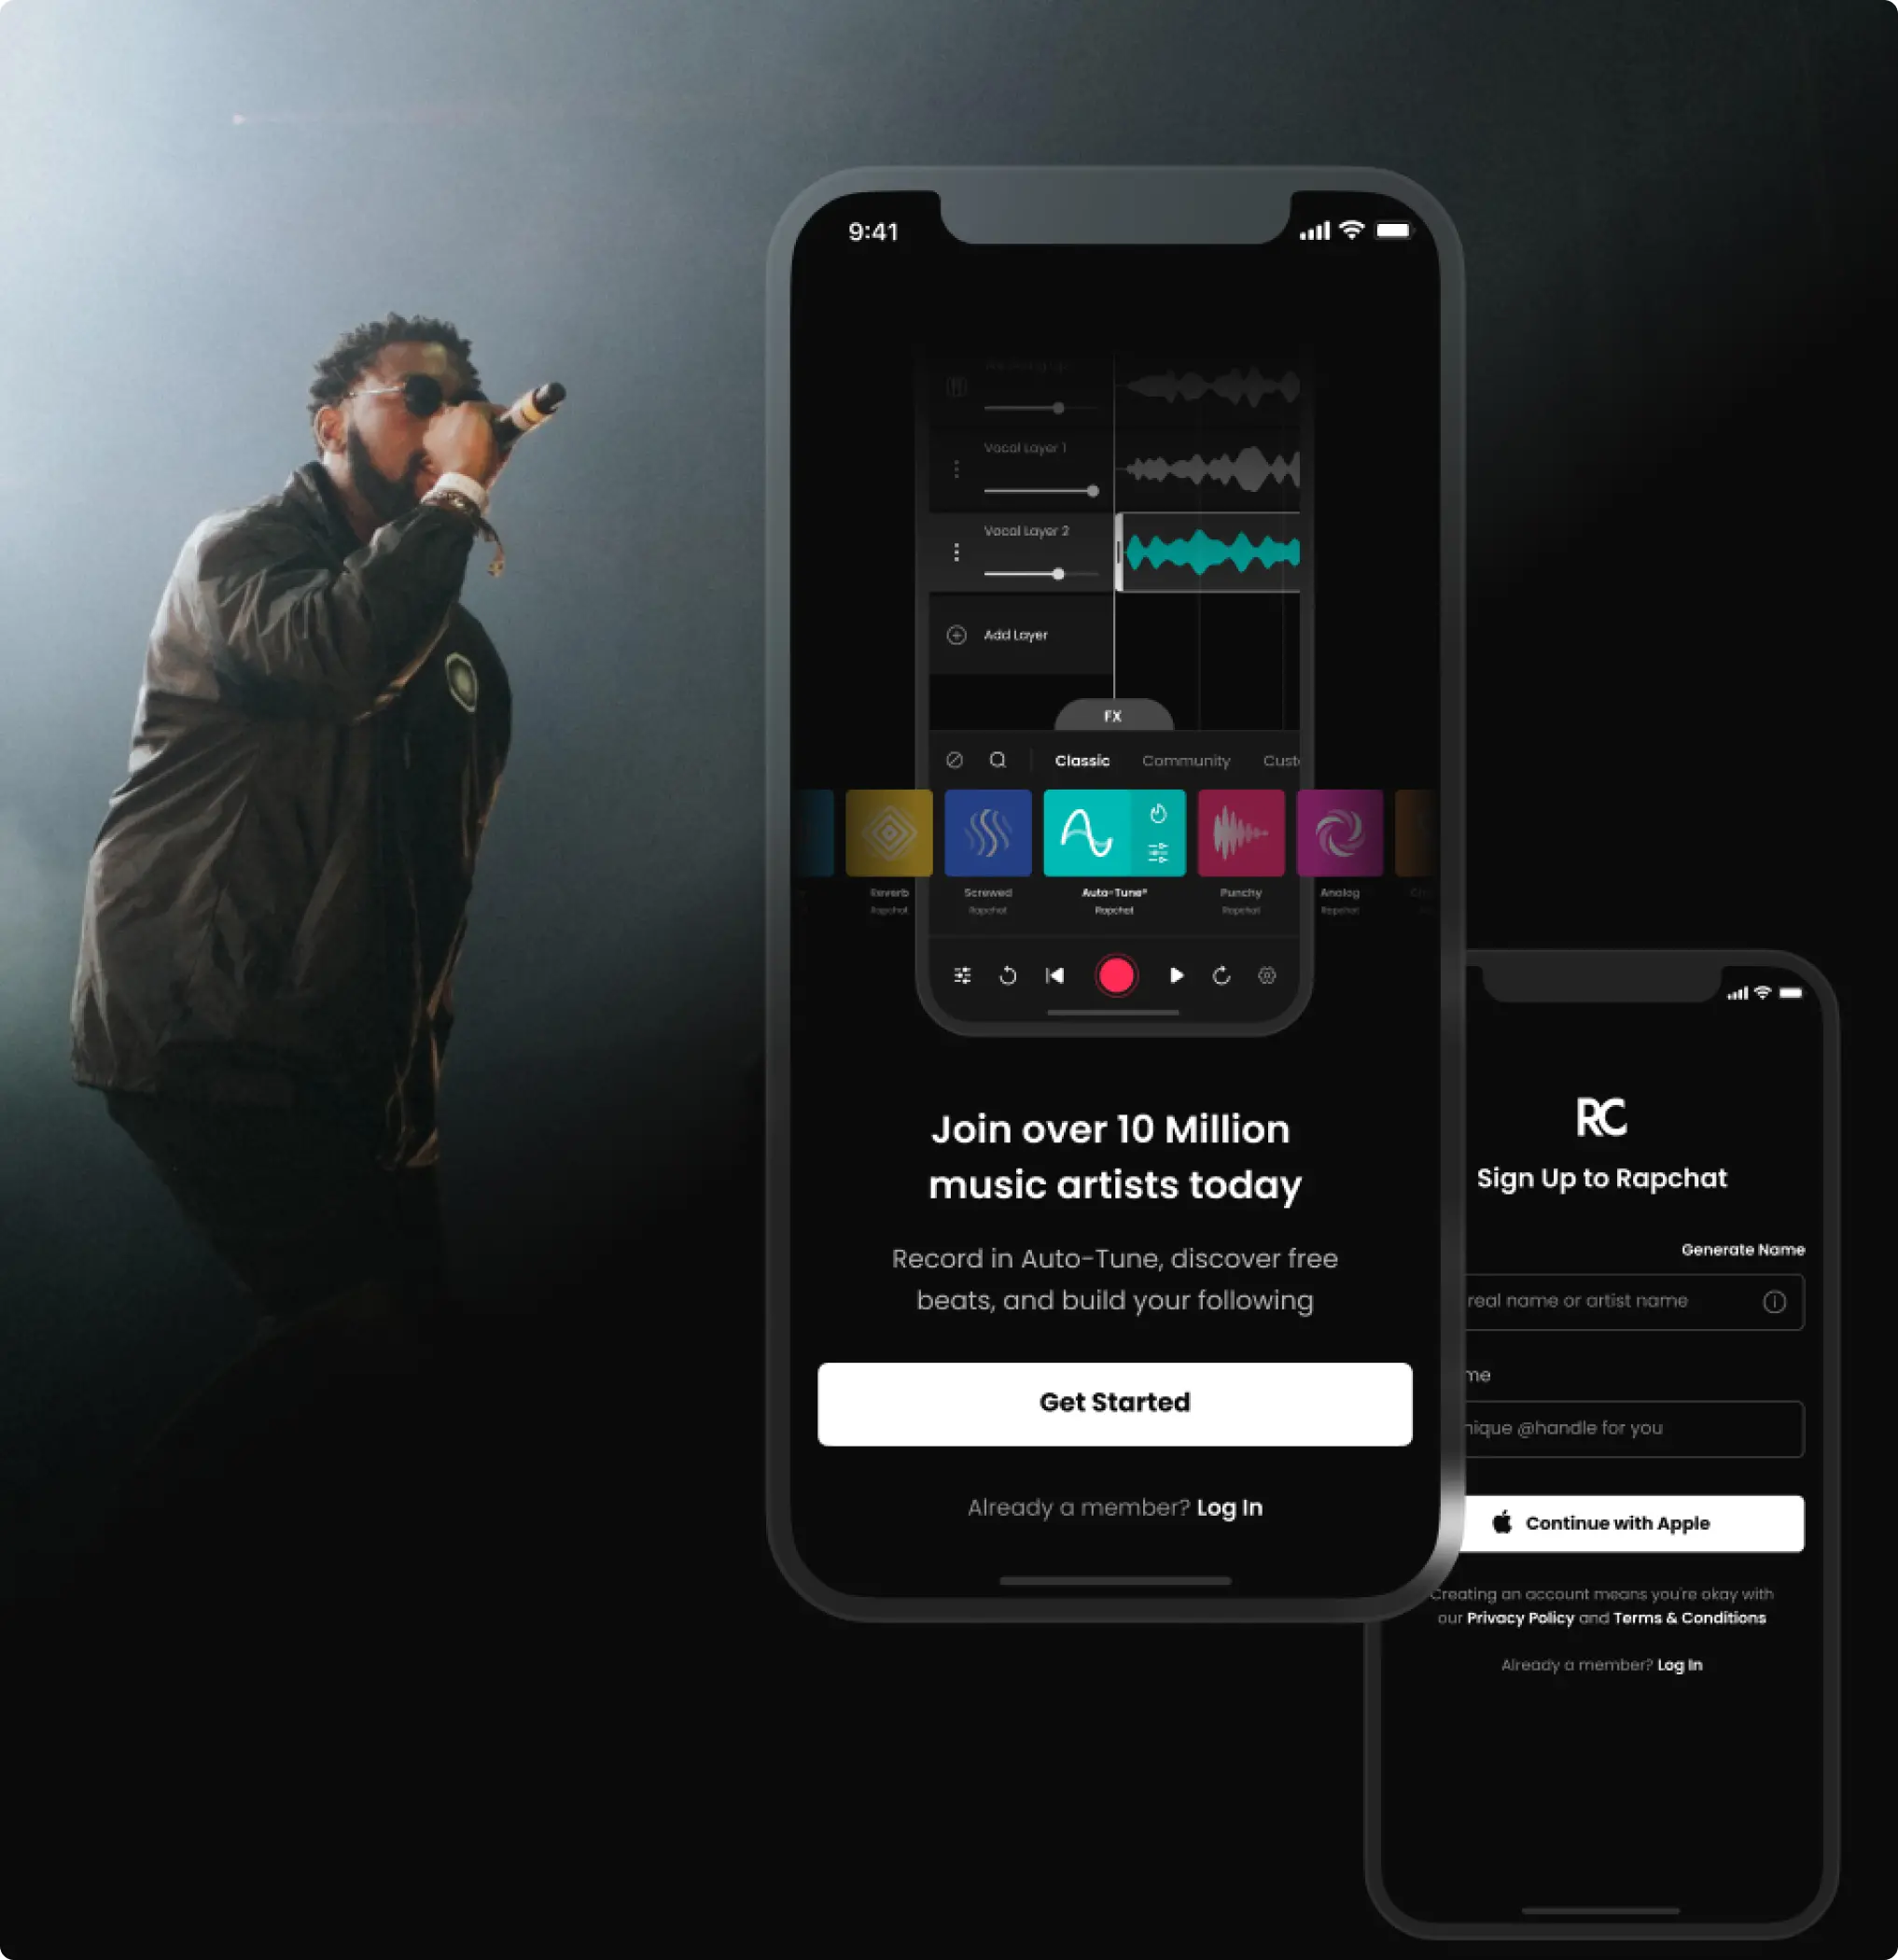 9:41
Vocal Layer 1
Vocal Layer 2
Add Layer
FX
Classic Community Cust
Reverb Screwed Auto-Tune® Punchy Analog
Rapchat Rapchat Rapchat Rapchat Rapchat
Join over 10 Million
music artists today
Record in Auto-Tune, discover free
beats, and build your following
Get Started
Already a member? Log In
RC
Sign Up to Rapchat
Generate Name
real name or artist name
me
nique @handle for you
Continue with Apple
Creating an account means you're okay with
our Privacy Policy and Terms & Conditions
Already a member? Log In